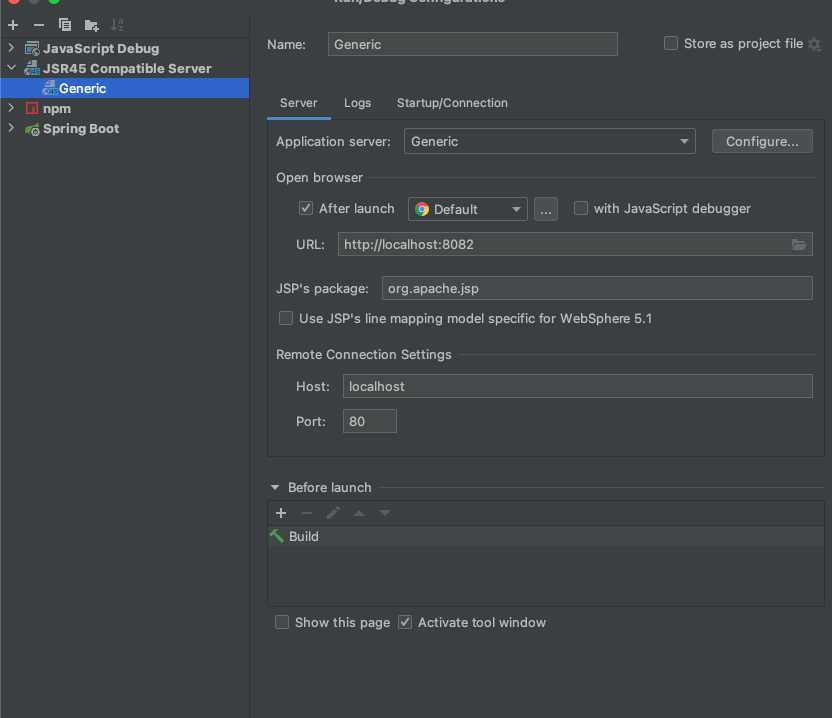 Run/Debug Configurations
JavaScript Debug
JSR45 Compatible Server
Generic
npm
Spring Boot
Name: Generic
Store as project file
Server Logs Startup/Connection
Application server: Generic Configure...
Open browser
After launch Default ... with JavaScript debugger
URL: http://localhost:8082
JSP's package: org.apache.jsp
Use JSP's line mapping model specific for WebSphere 5.1
Remote Connection Settings
Host: localhost
Port: 80
Before launch
Build
Show this page Activate tool window